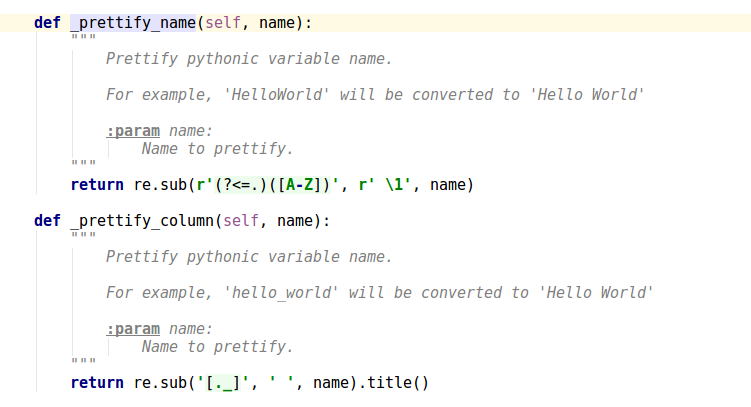 def _prettify_name(self, name):
"""
Prettify pythonic variable name.
For example, 'HelloWorld' will be converted to 'Hello World'
:param name:
Name to prettify.
"""
return re.sub(r'(?<=.)([A-Z])', r' \1', name)
def _prettify_column(self, name):
"""
Prettify pythonic variable name.
For example, 'hello_world' will be converted to 'Hello World'
:param name:
Name to prettify.
"""
return re.sub('[._]', ' ', name).title()